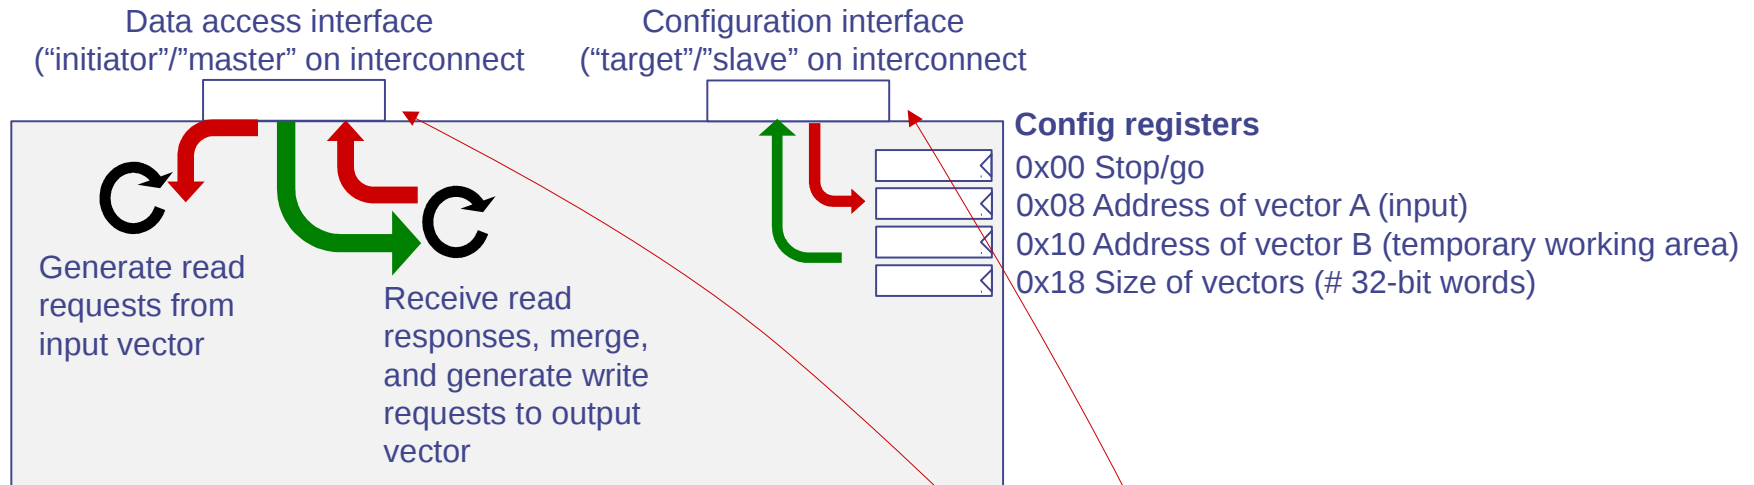 Data access interface
(“initiator”/”master” on interconnect
Configuration interface
(“target”/”slave” on interconnect
Config registers
0x00 Stop/go
0x08 Address of vector A (input)
0x10 Address of vector B (temporary working area)
0x18 Size of vectors (# 32-bit words)
Generate read
requests from
input vector
Receive read
responses, merge,
and generate write
requests to output
vector